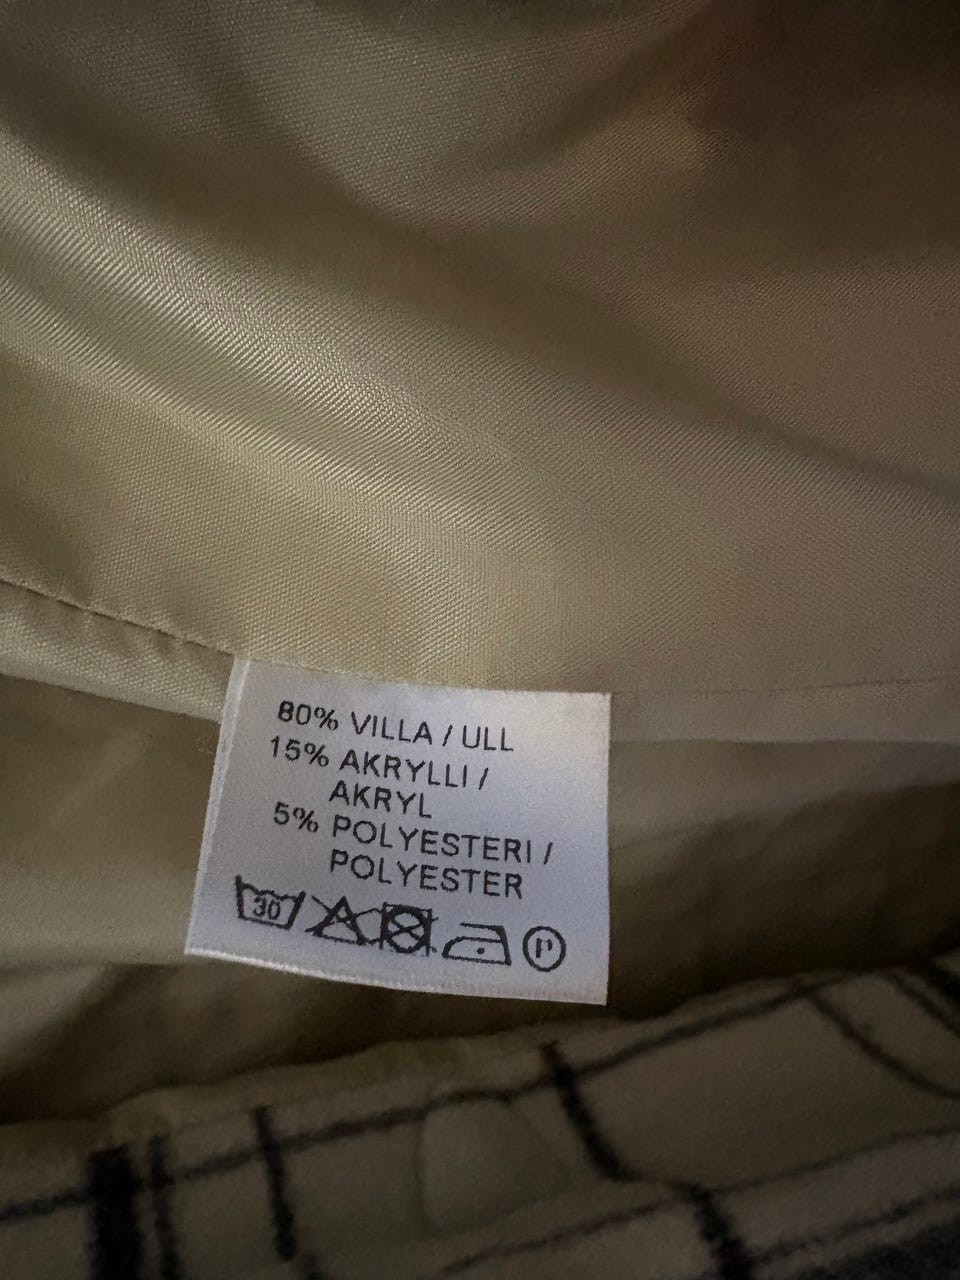 80% VILLA / ULL
15% AKRYLLI /
AKRYL
5% POLYESTERI /
POLYESTER
30 P